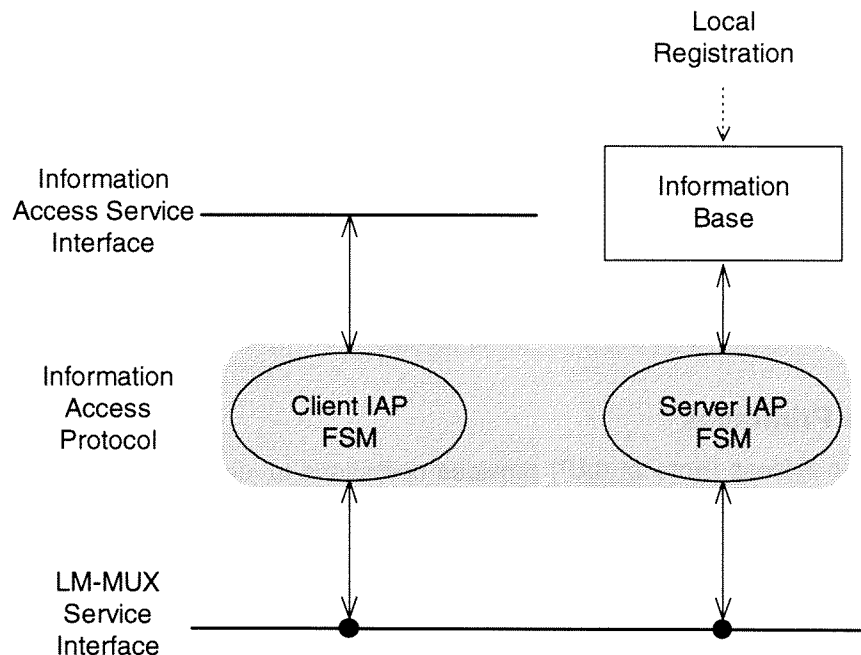 Local
Registration
Information
Access Service
Interface
Information
Base
Information
Access
Protocol
Client IAP
FSM
Server IAP
FSM
LM-MUX
Service
Interface